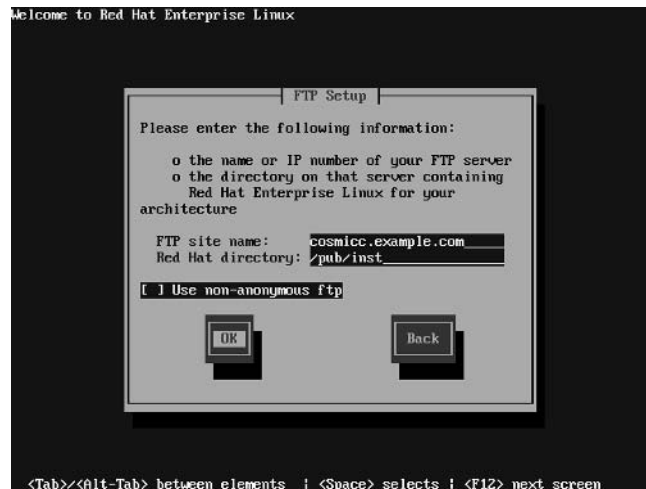 Welcome to Red Hat Enterprise Linux
FTP Setup
Please enter the following information:
o the name or IP number of your FTP server
o the directory on that server containing
Red Hat Enterprise Linux for your
architecture
FTP site name: cosmicc.example.com
Red Hat directory: /pub/inst
[ ] Use non-anonymous ftp
OK Back
<Tab>/<Alt-Tab> between elements | <Space> selects | <F12> next screen